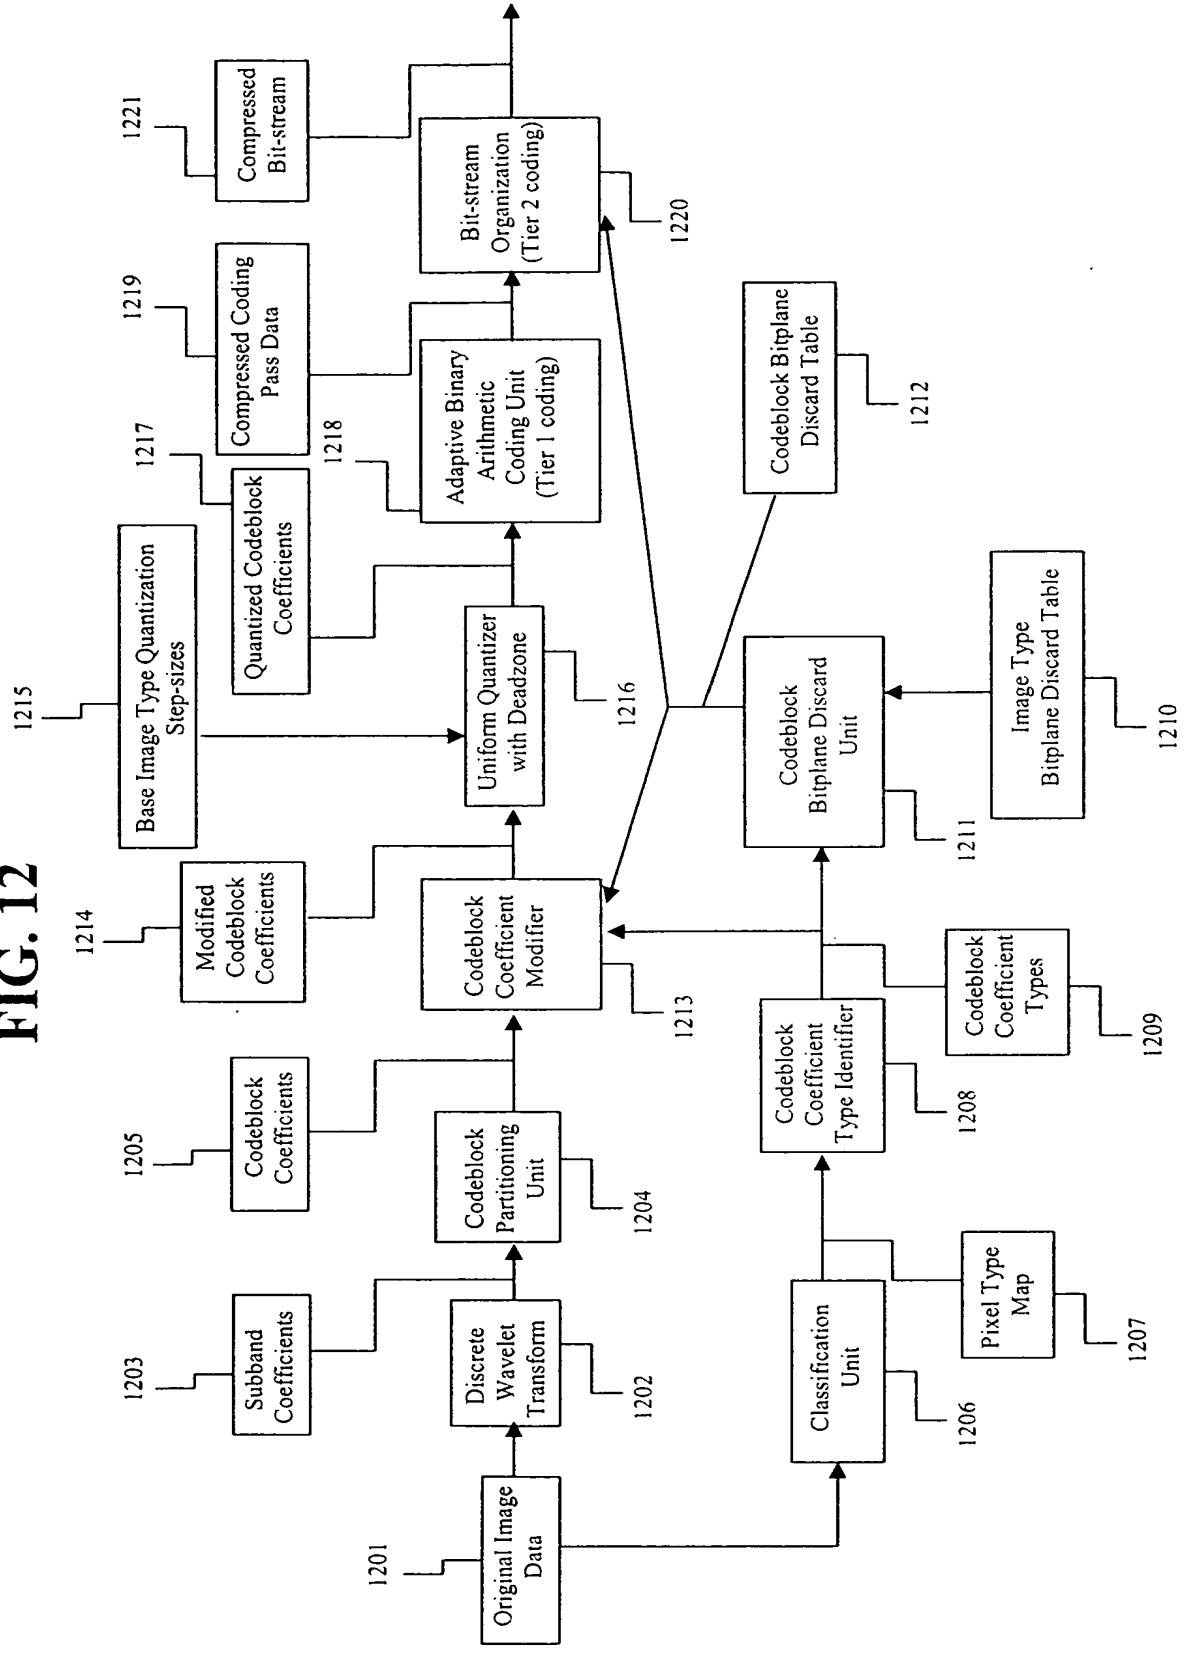 FIG. 12
1215
Base Image Type Quantization
Step-sizes
1203
Subband
Coefficients
1205
Codeblock
Coefficients
1214
Modified
Codeblock
Coefficients
1217
Quantized Codeblock
Coefficients
1219
Compressed Coding
Pass Data
1221
Compressed
Bit-stream
1201
Original Image
Data
Discrete
Wavelet
Transform
1202
Codeblock
Partitioning
Unit
1204
Codeblock
Coefficient
Modifier
1213
Uniform Quantizer
with Deadzone
1216
1218
Adaptive Binary
Arithmetic
Coding Unit
(Tier 1 coding)
Bit-stream
Organization
(Tier 2 coding)
1220
Classification
Unit
1206
Pixel Type
Map
1207
Codeblock
Coefficient
Type Identifier
1208
Codeblock
Coefficient
Types
1209
Codeblock
Bitplane Discard
Unit
1211
Image Type
Bitplane Discard Table
1210
Codeblock Bitplane
Discard Table
1212